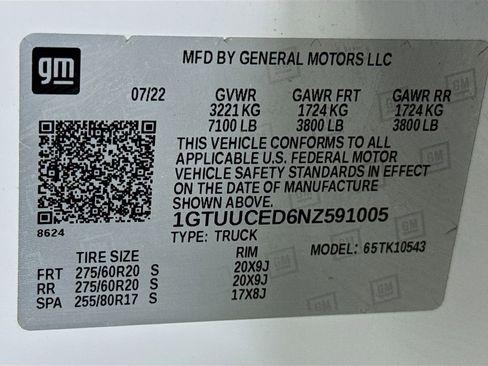 gm
MFD BY GENERAL MOTORS LLC
07/22 GVWR GAWR FRT GAWR RR
3221 KG 1724 KG 1724 KG
7100 LB 3800 LB 3800 LB
THIS VEHICLE CONFORMS TO ALL
APPLICABLE U.S. FEDERAL MOTOR
VEHICLE SAFETY STANDARDS IN EFFECT
ON THE DATE OF MANUFACTURE
SHOWN ABOVE.
8624
1GTUUCED6NZ591005
TYPE: TRUCK MODEL: 65TK10543
TIRE SIZE RIM
FRT 275/60R20 S 20X9J
RR 275/60R20 S 20X9J
SPA 255/80R17 S 17X8J